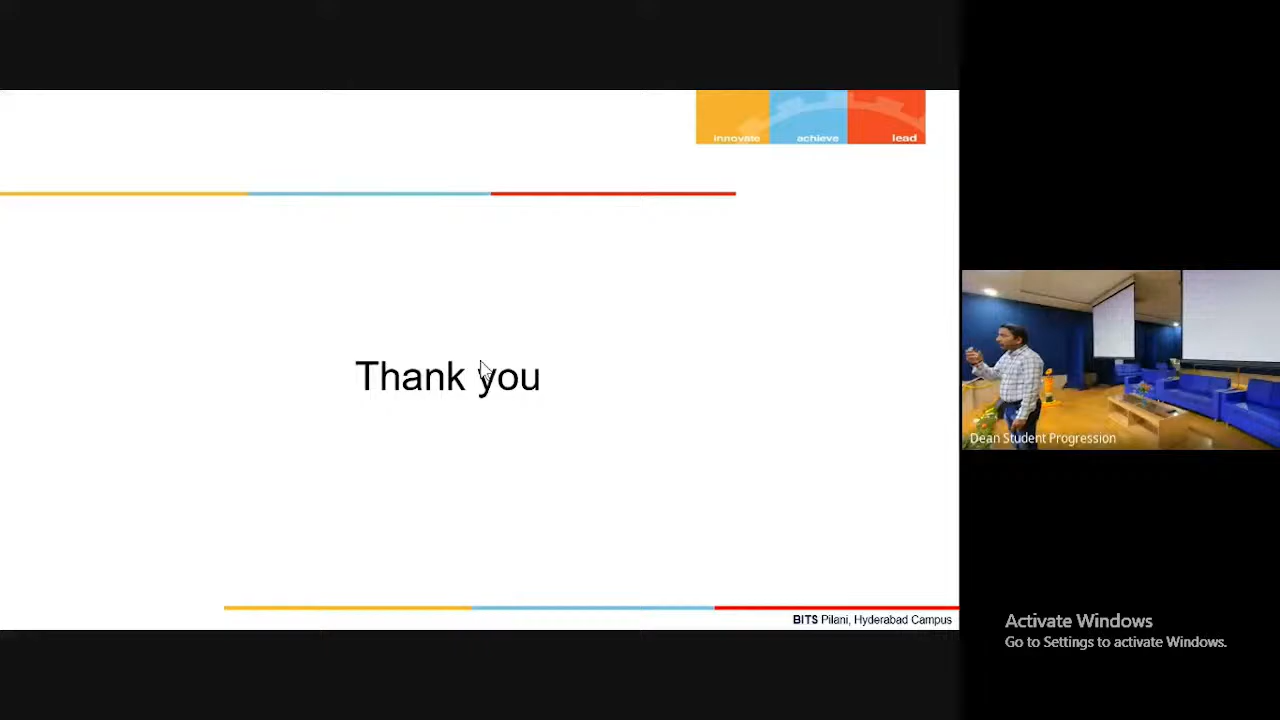 innovate achieve lead
Thank you
Dean Student Progression
BITS Pilani, Hyderabad Campus
Activate Windows
Go to Settings to activate Windows.